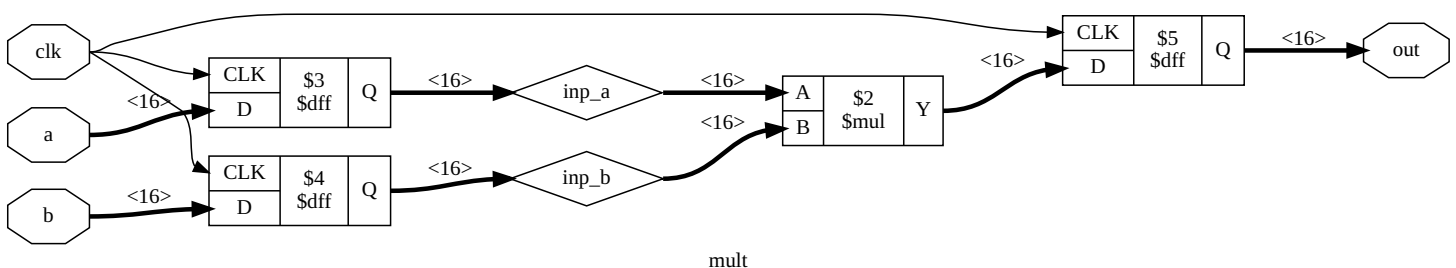 clk
a
b
<16>
<16>
CLK
D
$3
$dff
Q
CLK
D
$4
$dff
Q
<16>
<16>
inp_a
inp_b
<16>
<16>
A
B
$2
$mul
Y
<16>
CLK
D
$5
$dff
Q
<16>
out
mult